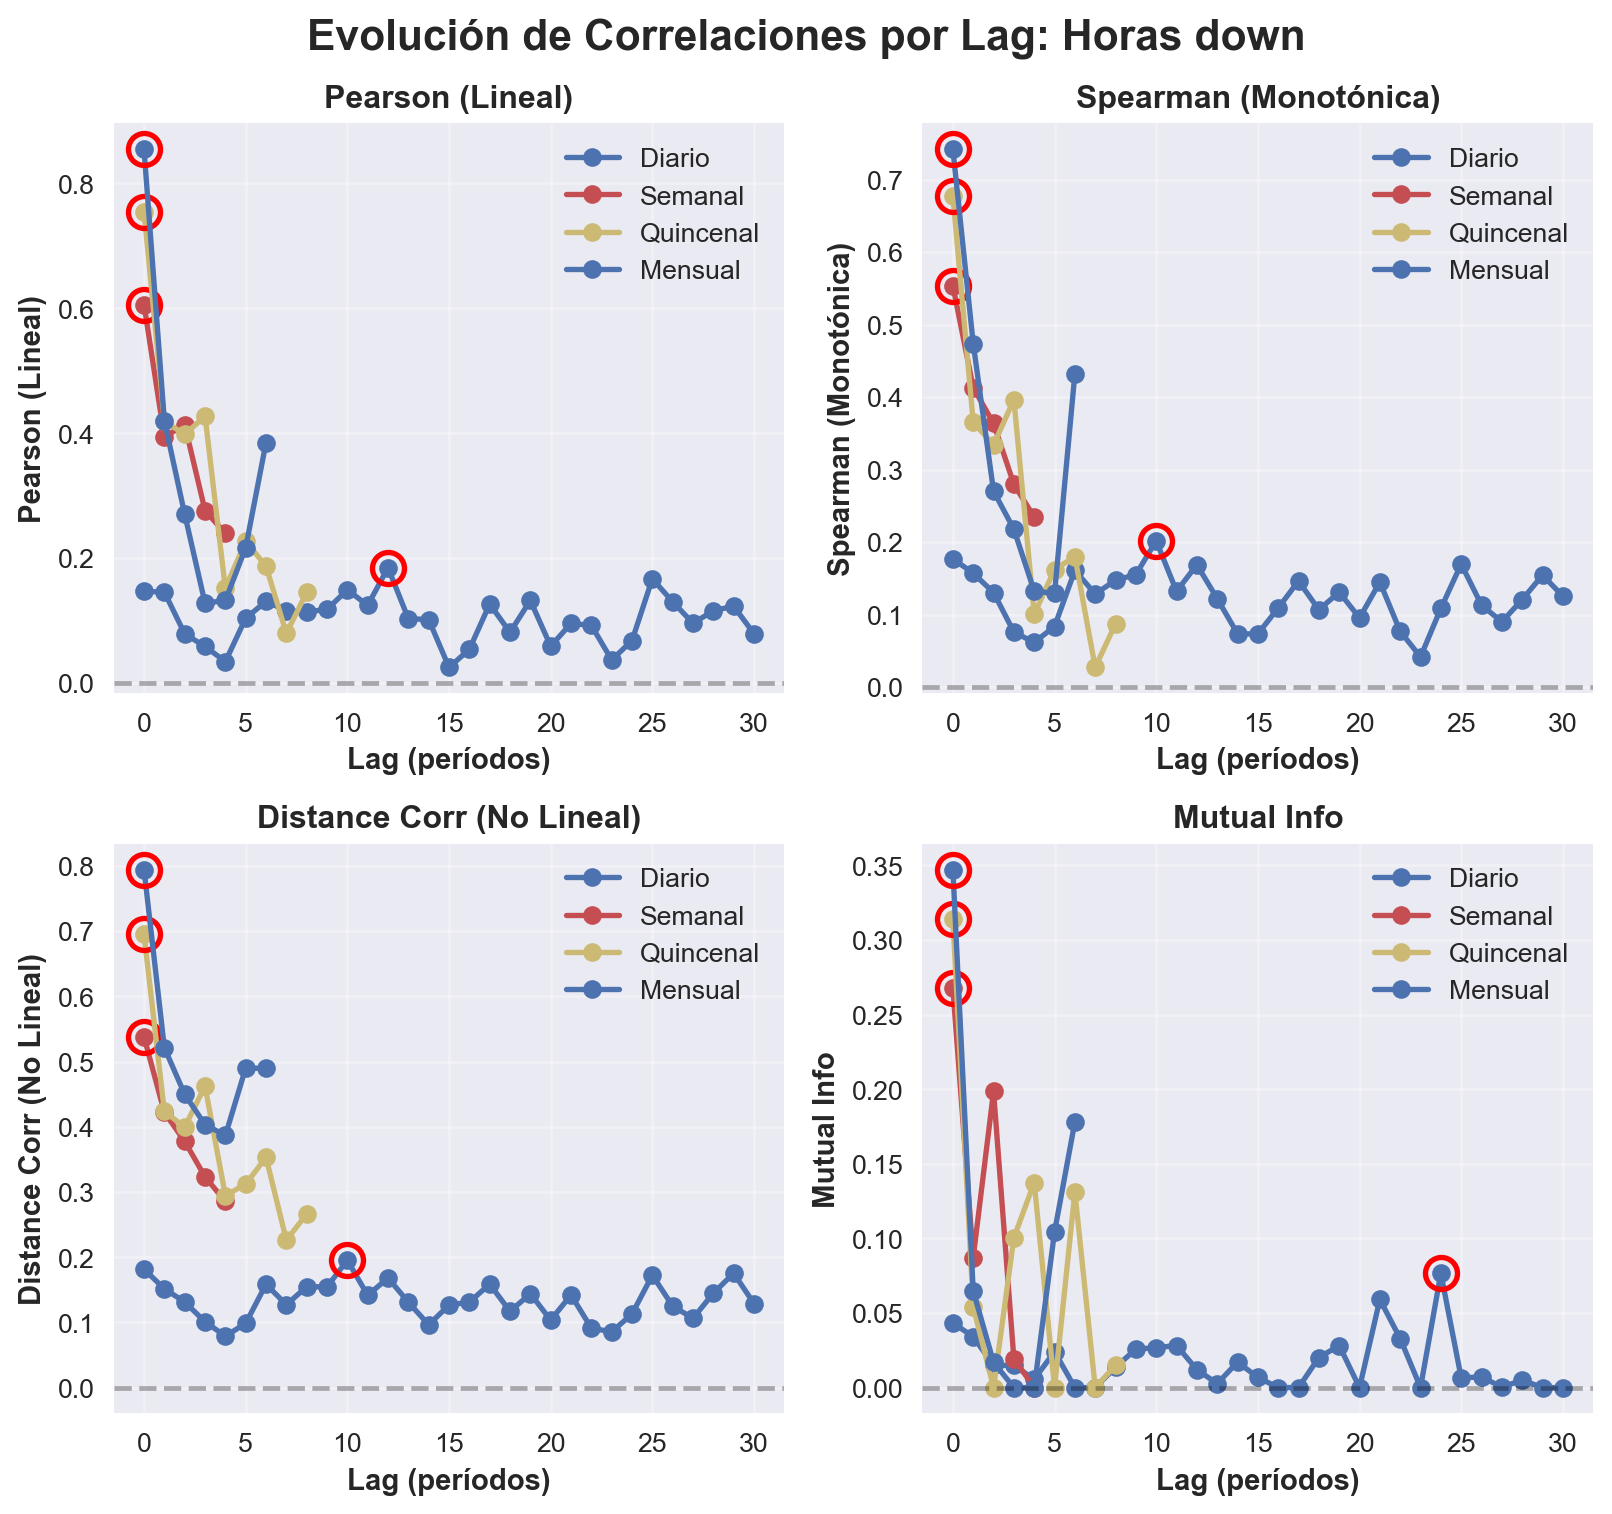 Evolución de Correlaciones por Lag: Horas down
Pearson (Lineal)
Pearson (Lineal)
0.8
0.6
0.4
0.2
0.0
Diario
Semanal
Quincenal
Mensual
0 5 10 15 20 25 30
Lag (períodos)
Spearman (Monotónica)
Spearman (Monotónica)
0.7
0.6
0.5
0.4
0.3
0.2
0.1
0.0
Diario
Semanal
Quincenal
Mensual
0 5 10 15 20 25 30
Lag (períodos)
Distance Corr (No Lineal)
Distance Corr (No Lineal)
0.8
0.7
0.6
0.5
0.4
0.3
0.2
0.1
0.0
Diario
Semanal
Quincenal
Mensual
0 5 10 15 20 25 30
Lag (períodos)
Mutual Info
Mutual Info
0.35
0.30
0.25
0.20
0.15
0.10
0.05
0.00
Diario
Semanal
Quincenal
Mensual
0 5 10 15 20 25 30
Lag (períodos)